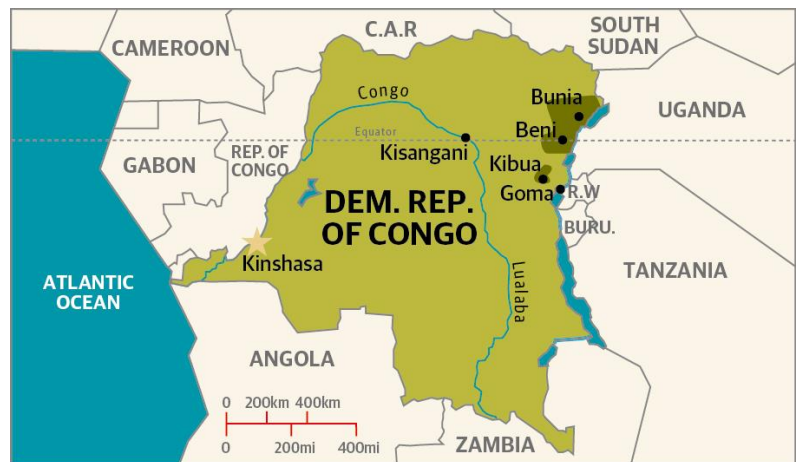 C.A.R
SOUTH
SUDAN
CAMEROON
Congo
Bunia
UGANDA
Equator
Beni
Kisangani
REP. OF
CONGO
GABON
Kibua
Goma
R.W
DEM. REP.
OF CONGO
BURU.
Kinshasa
Lualaba
TANZANIA
ATLANTIC
OCEAN
ANGOLA
0 200km 400km
0 200mi 400mi
ZAMBIA